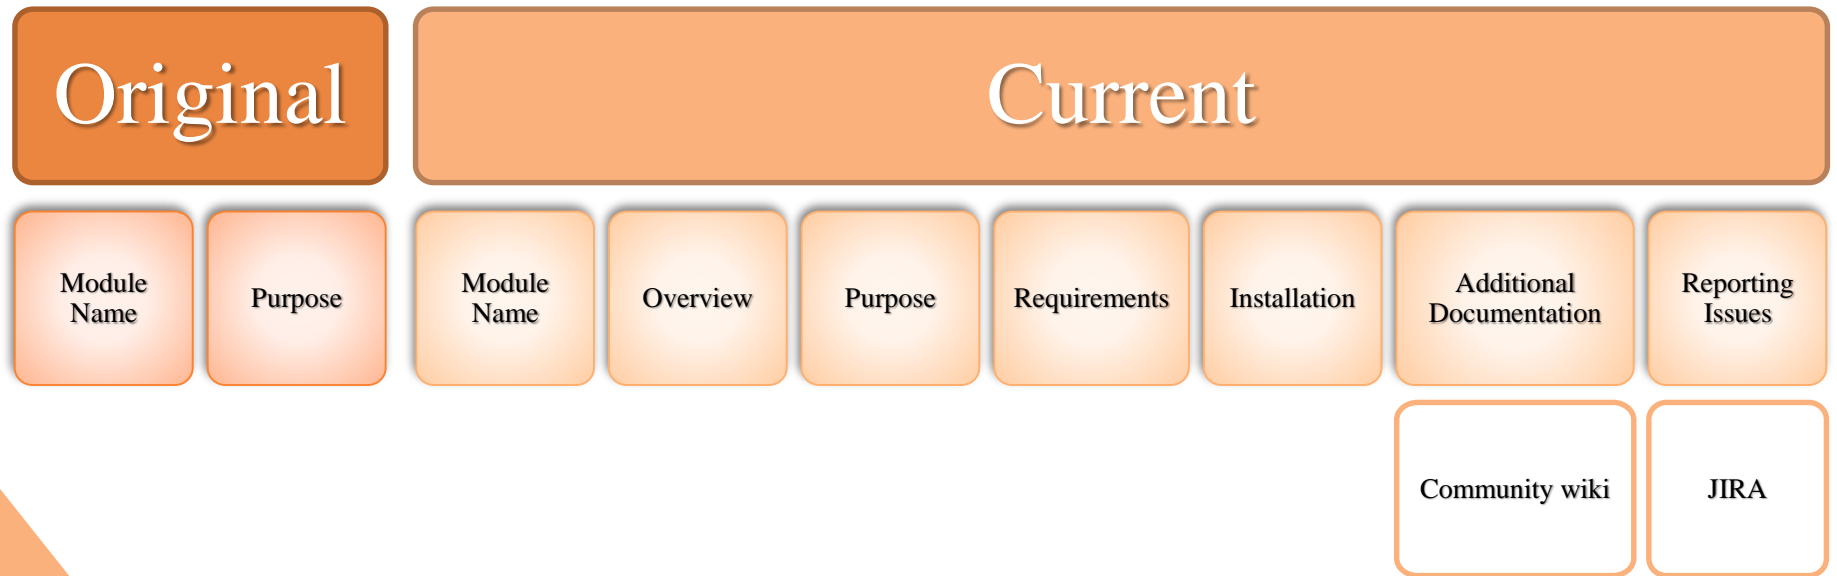 Original
Current
Module
Name
Purpose
Module
Name
Overview
Purpose
Requirements
Installation
Additional
Documentation
Reporting
Issues
Community wiki
JIRA